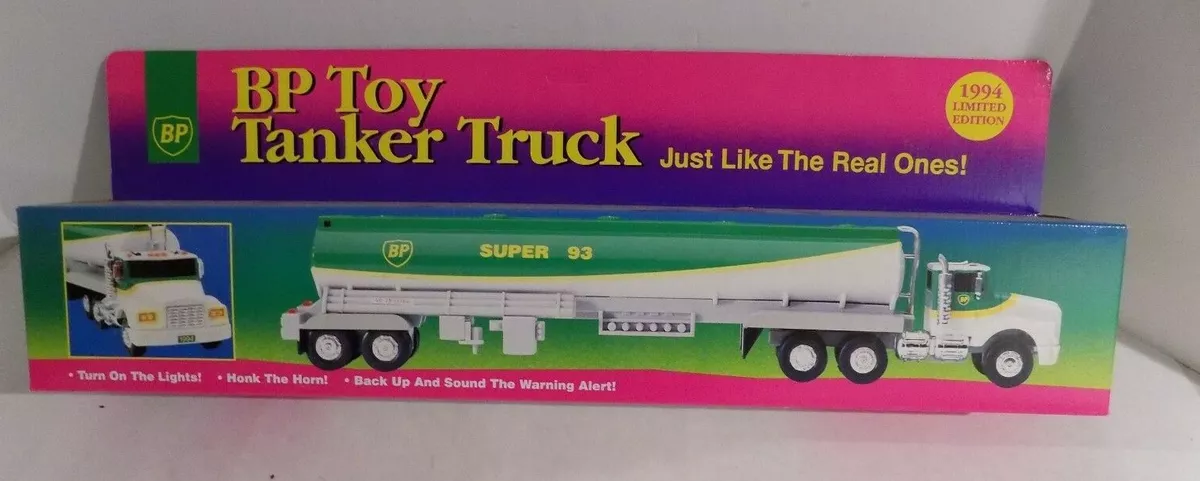 BP
BP Toy
Tanker Truck
Just Like The Real Ones!
1994
LIMITED
EDITION
BP
SUPER 93
BP
1994
• Turn On The Lights! • Honk The Horn! • Back Up And Sound The Warning Alert!